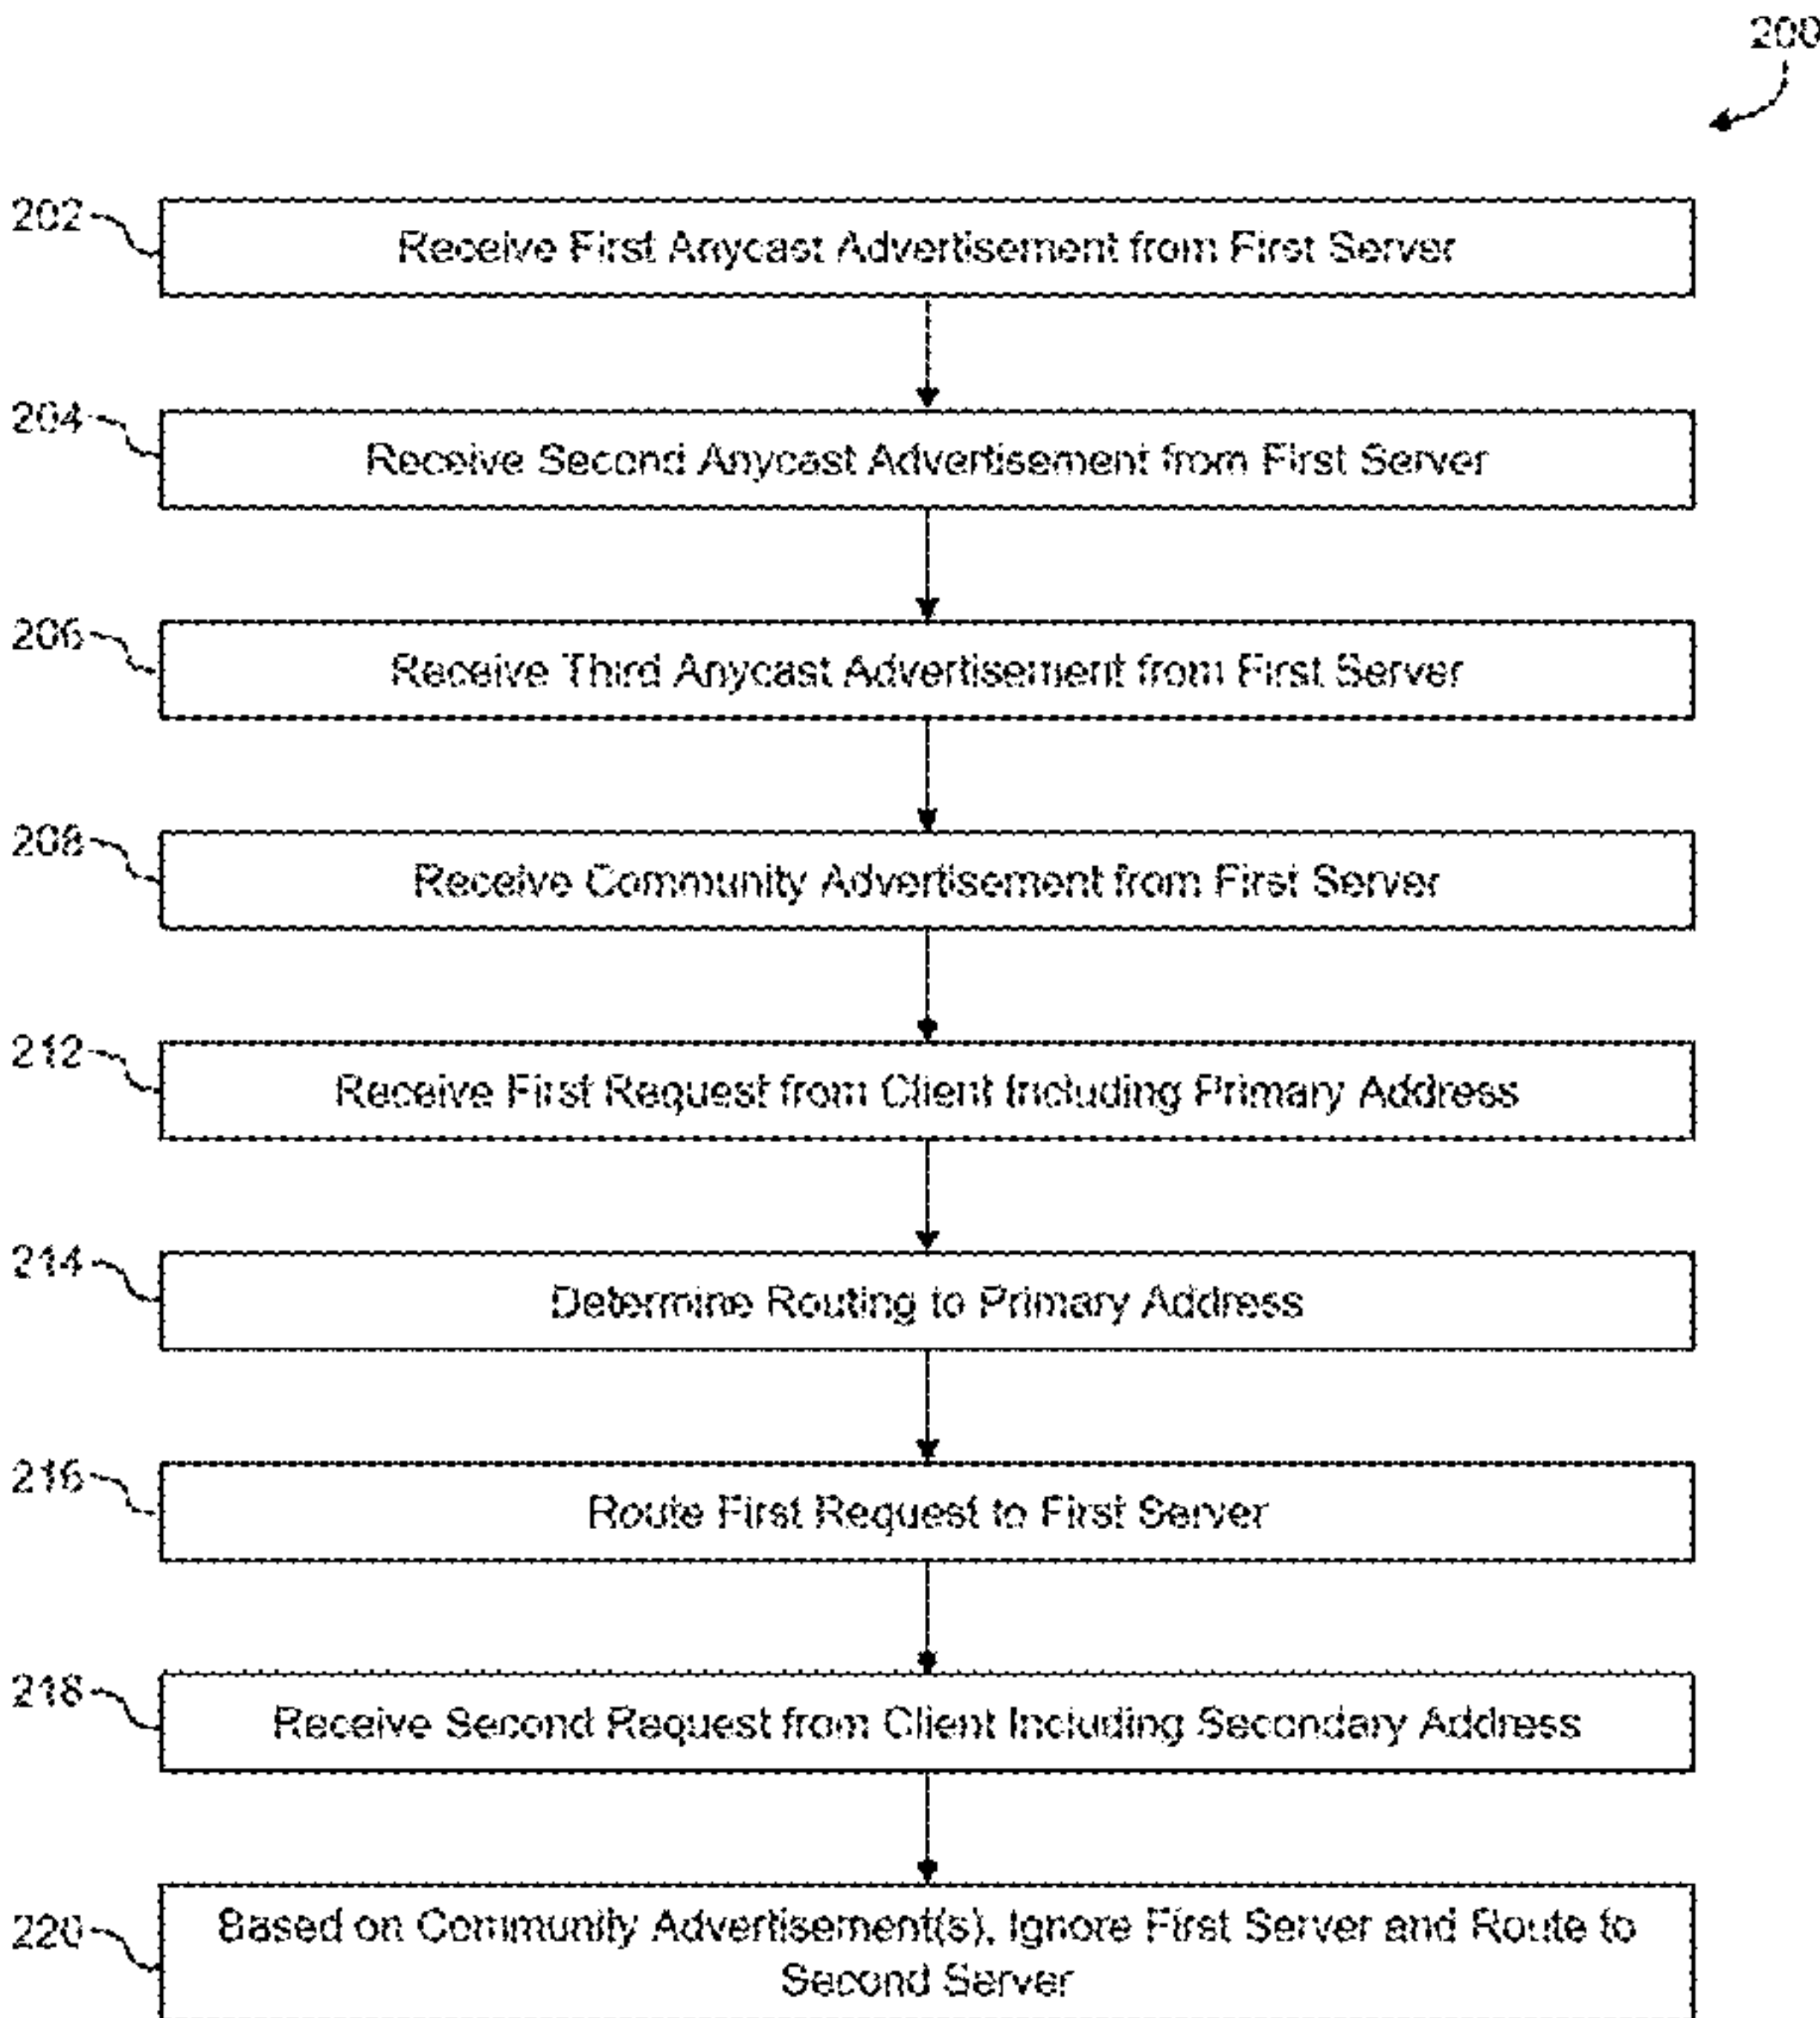 200
202
Receive First Anycast Advertisement from First Server
204
Receive Second Anycast Advertisement from First Server
206
Receive Third Anycast Advertisement from First Server
208
Receive Community Advertisement from First Server
212
Receive First Request from Client Including Primary Address
214
Determine Routing to Primary Address
216
Route First Request to First Server
218
Receive Second Request from Client Including Secondary Address
220
Based on Community Advertisement(s), Ignore First Server and Route to
Second Server